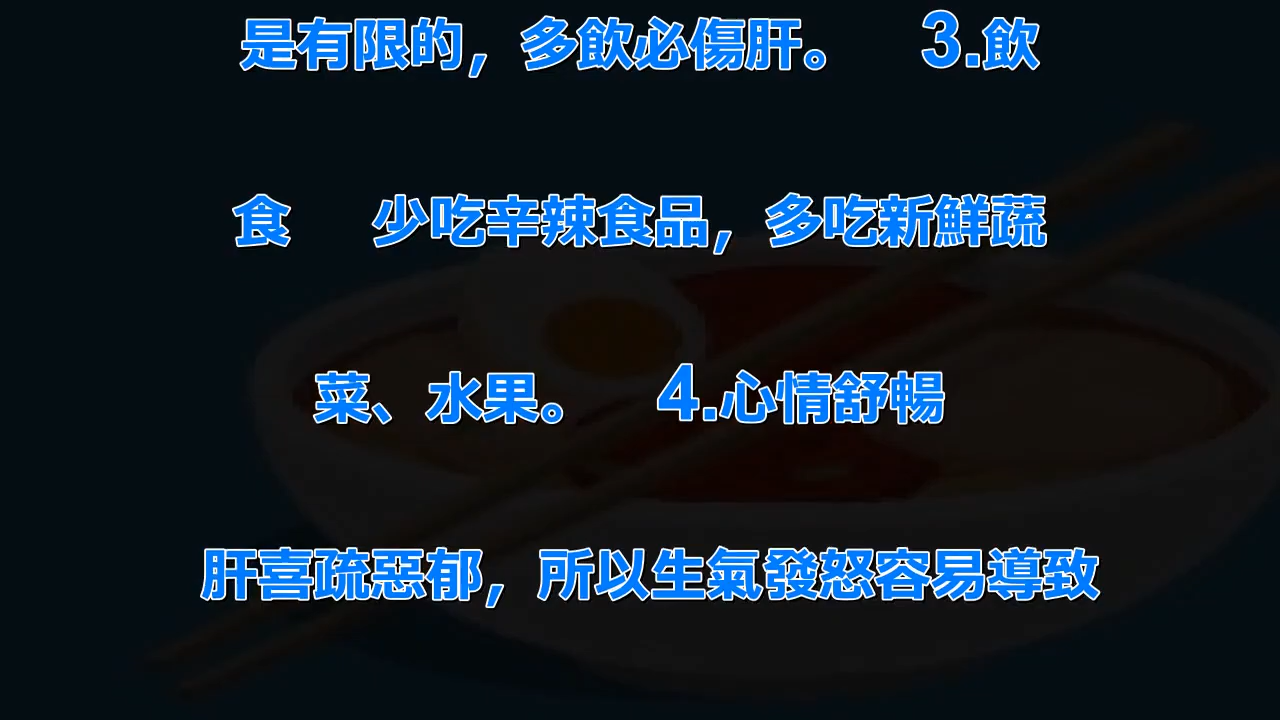 是有限的，多飲必傷肝。 3.飲
食 少吃辛辣食品，多吃新鮮蔬
菜、水果。 4.心情舒暢
肝喜疏惡郁，所以生氣發怒容易導致